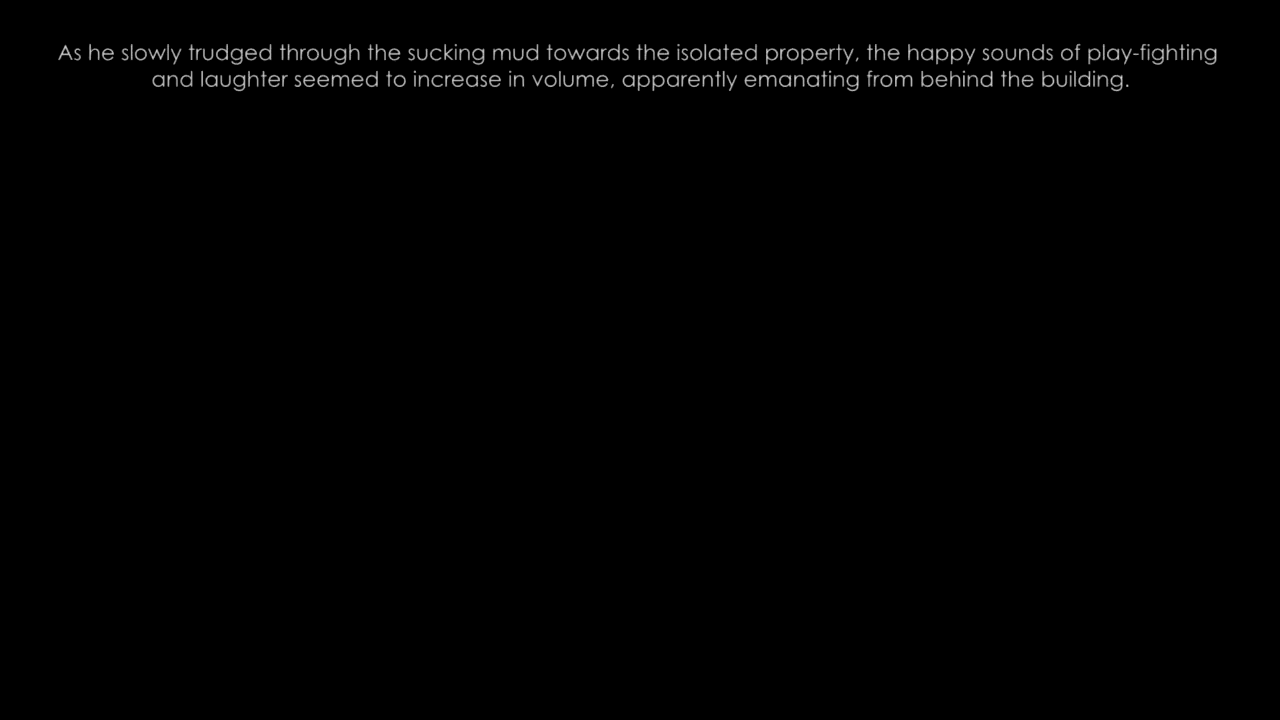 As he slowly trudged through the sucking mud towards the isolated property, the happy sounds of play-fighting
and laughter seemed to increase in volume, apparently emanating from behind the building.